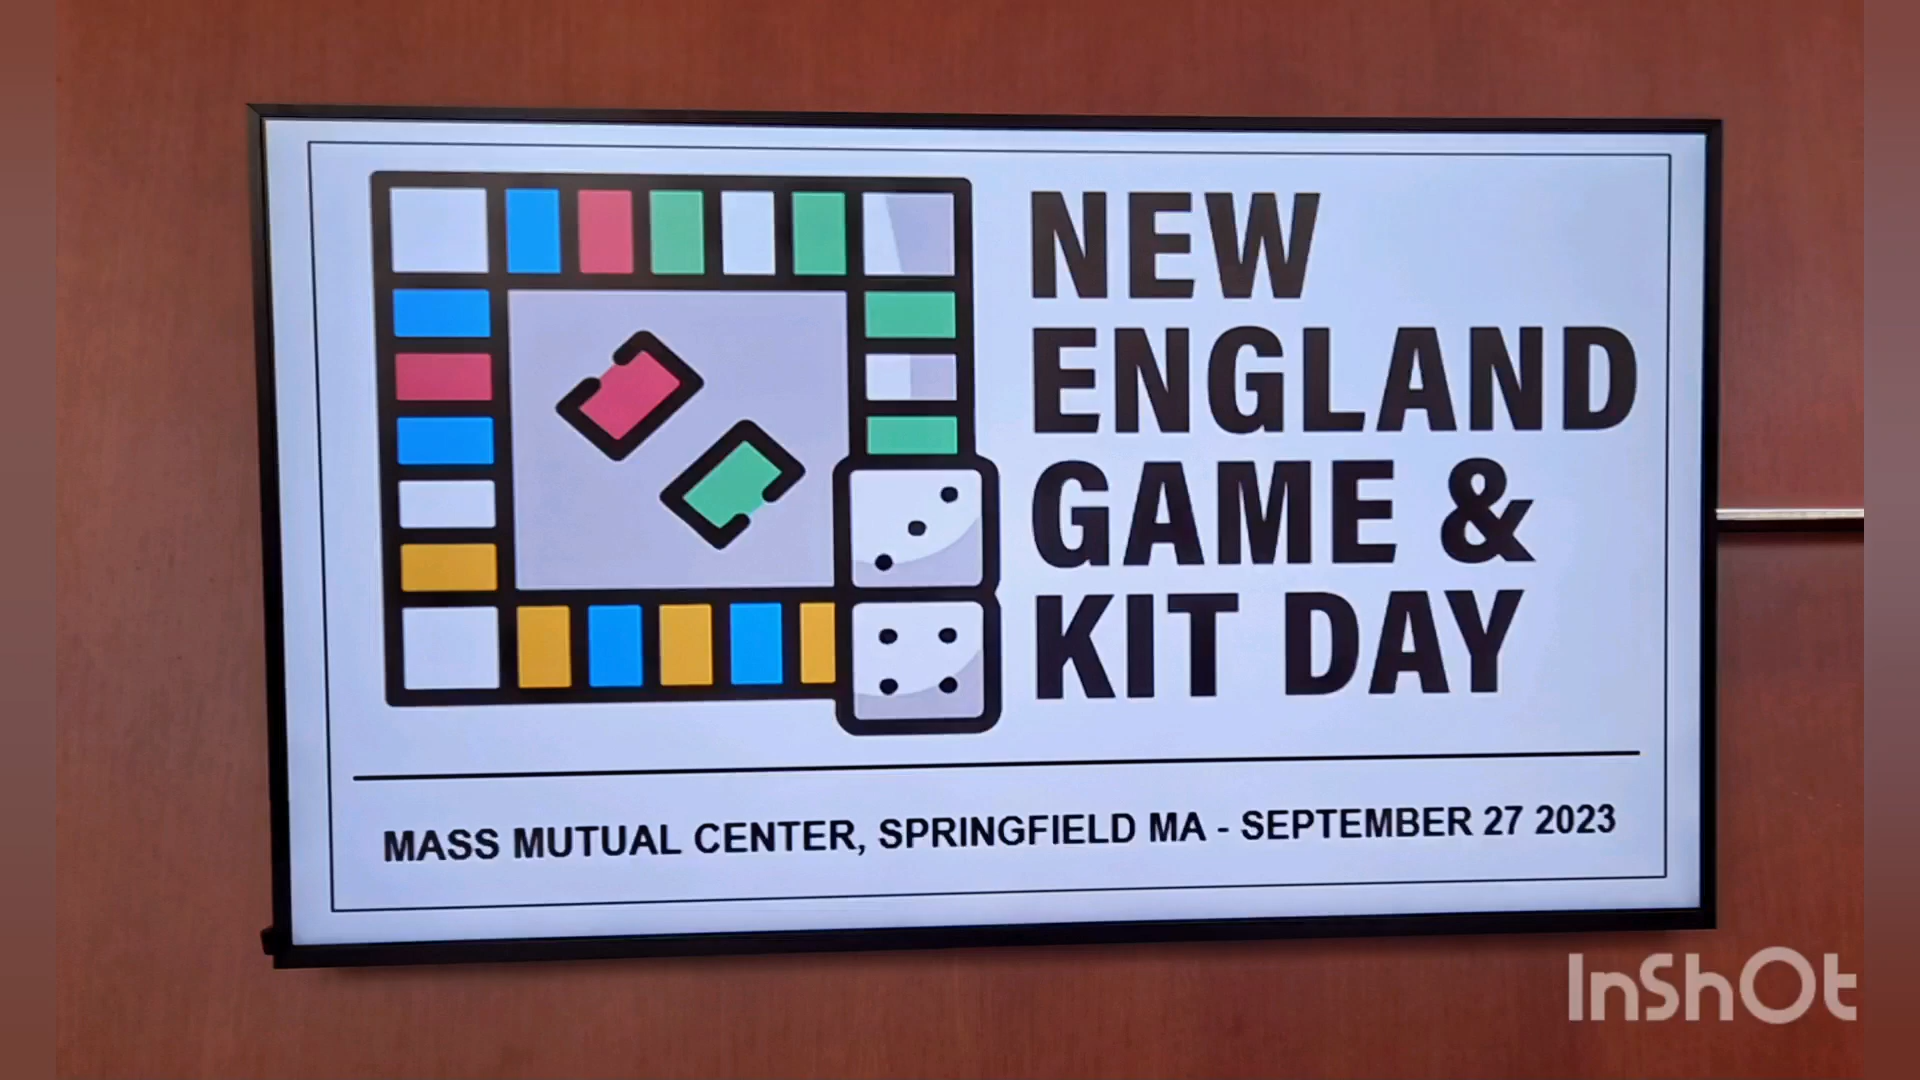 NEW
ENGLAND
GAME &
KIT DAY
MASS MUTUAL CENTER, SPRINGFIELD MA - SEPTEMBER 27 2023
InShOt